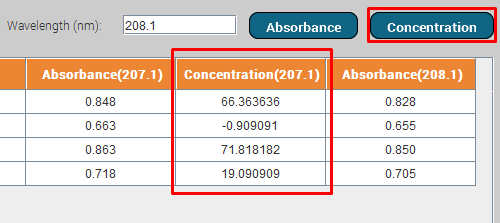 Wavelength (nm): 208.1 Absorbance Concentration
Absorbance(207.1) Concentration(207.1) Absorbance(208.1)
0.848 66.363636 0.828
0.663 -0.909091 0.655
0.863 71.818182 0.850
0.718 19.090909 0.705